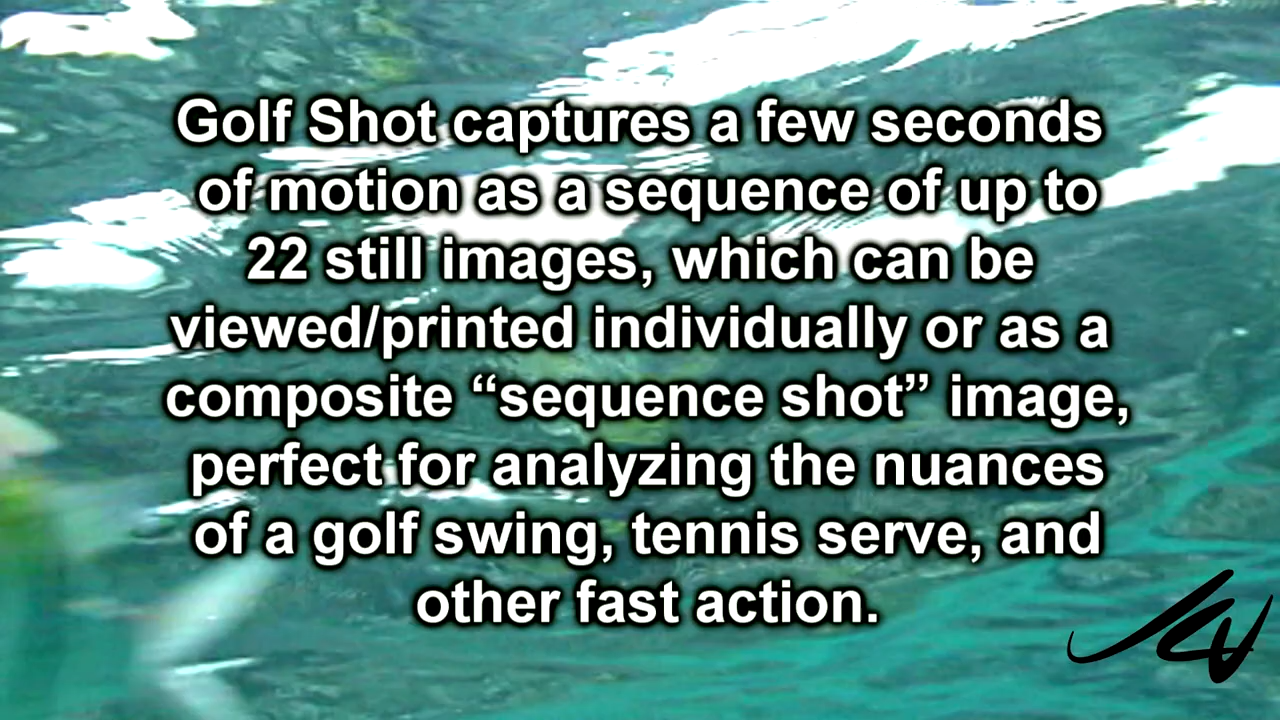 Golf Shot captures a few seconds
of motion as a sequence of up to
22 still images, which can be
viewed/printed individually or as a
composite “sequence shot” image,
perfect for analyzing the nuances
of a golf swing, tennis serve, and
other fast action.